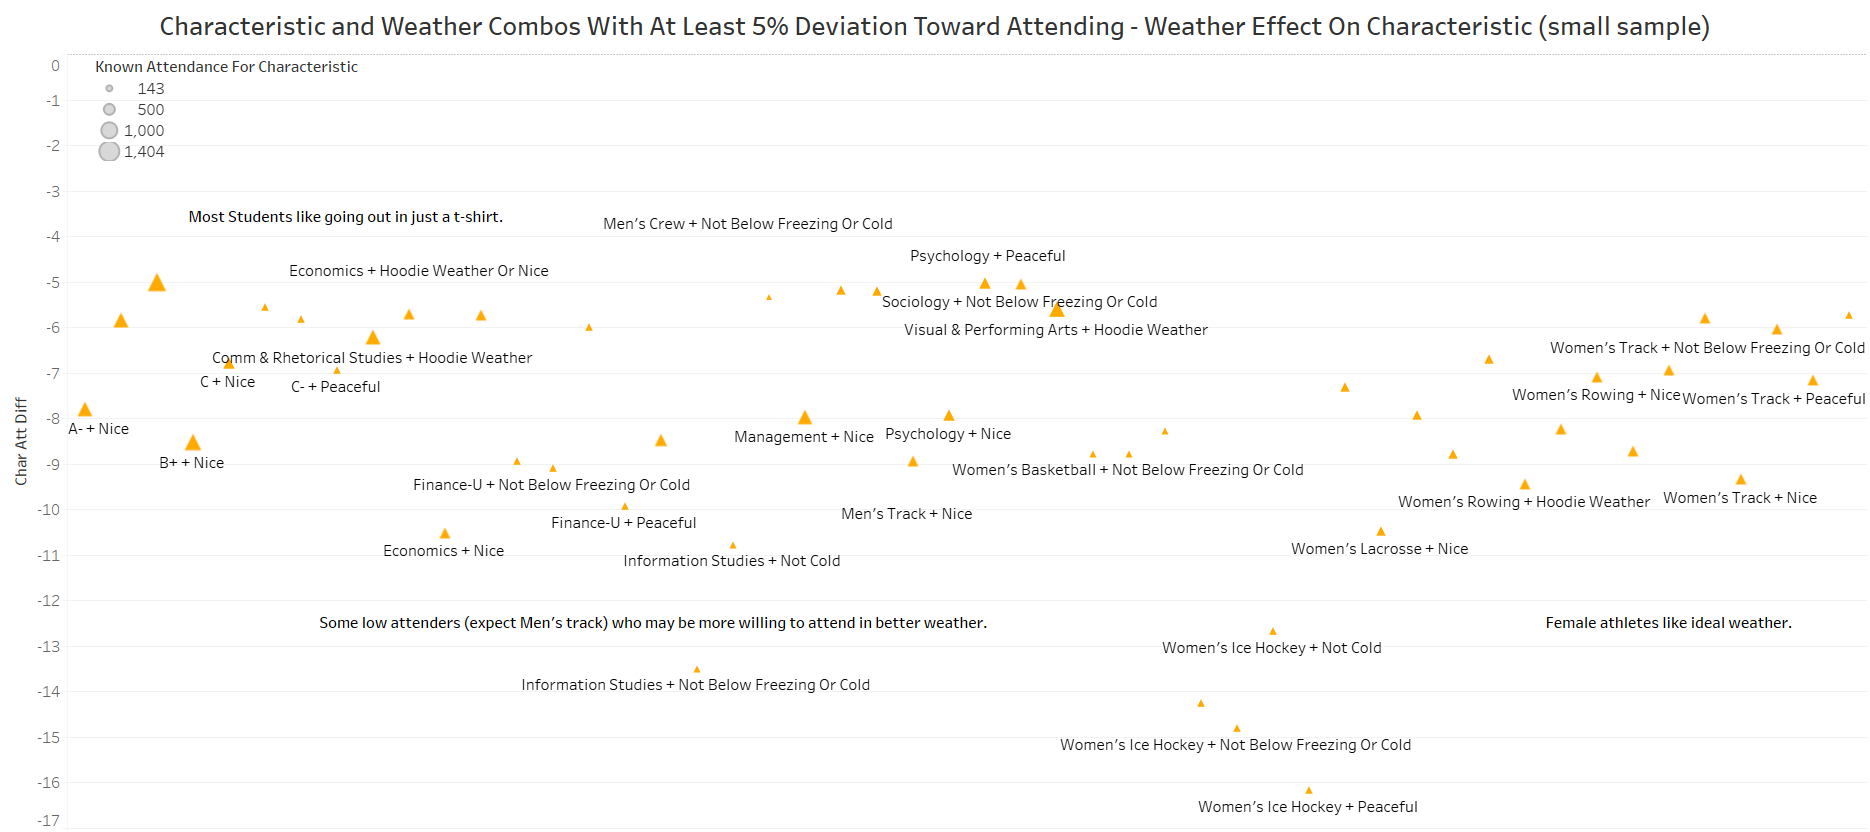 Characteristic and Weather Combos With At Least 5% Deviation Toward Attending - Weather Effect On Characteristic (small sample)
Known Attendance For Characteristic
143
500
1,000
1,404
Char Att Diff
0
-1
-2
-3
-4
-5
-6
-7
-8
-9
-10
-11
-12
-13
-14
-15
-16
-17
Most Students like going out in just a t-shirt.
Men's Crew + Not Below Freezing Or Cold
Psychology + Peaceful
Economics + Hoodie Weather Or Nice
Sociology + Not Below Freezing Or Cold
Visual & Performing Arts + Hoodie Weather
Women's Track + Not Below Freezing Or Cold
Comm & Rhetorical Studies + Hoodie Weather
C + Nice
C- + Peaceful
Women's Rowing + Nice
Women's Track + Peaceful
A- + Nice
Management + Nice
Psychology + Nice
B+ + Nice
Women's Basketball + Not Below Freezing Or Cold
Finance-U + Not Below Freezing Or Cold
Women's Rowing + Hoodie Weather
Women's Track + Nice
Men's Track + Nice
Finance-U + Peaceful
Economics + Nice
Women's Lacrosse + Nice
Information Studies + Not Cold
Some low attenders (expect Men's track) who may be more willing to attend in better weather.
Female athletes like ideal weather.
Women's Ice Hockey + Not Cold
Information Studies + Not Below Freezing Or Cold
Women's Ice Hockey + Not Below Freezing Or Cold
Women's Ice Hockey + Peaceful